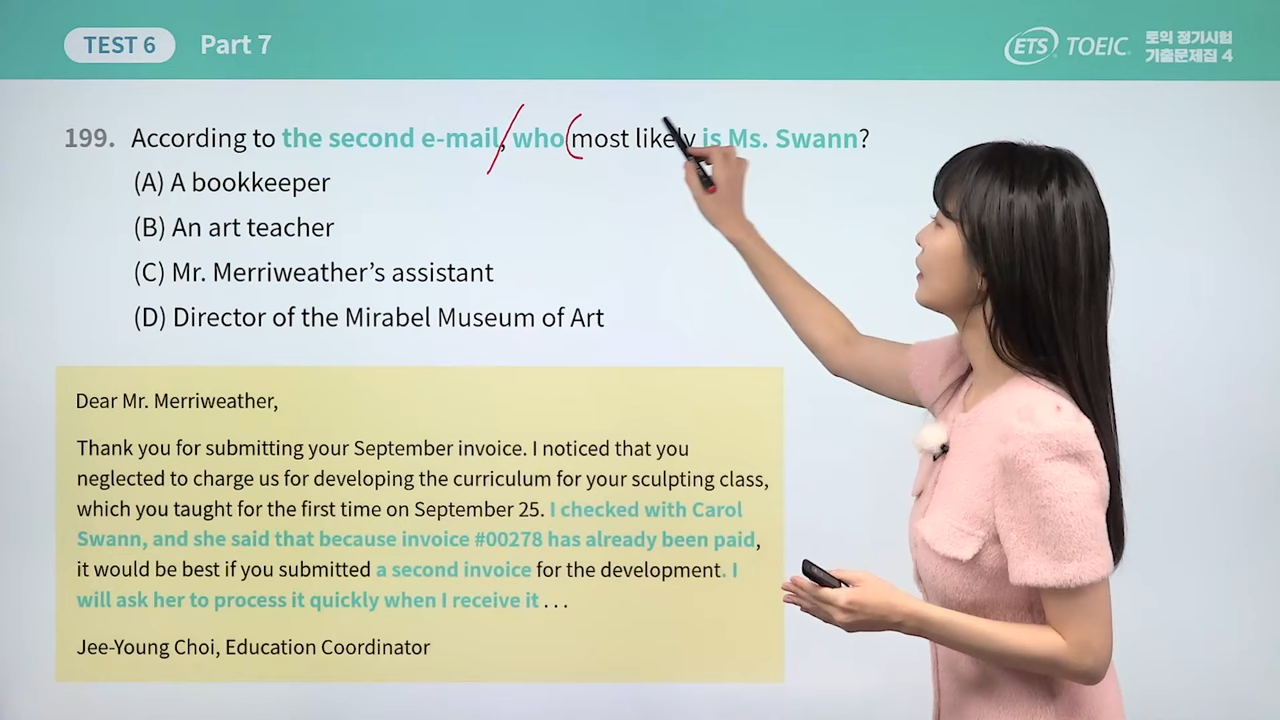 TEST 6 Part 7
ETS TOEIC 토익 정기시험
기출문제집 4
199. According to the second e-mail, who most likely is Ms. Swann?
(A) A bookkeeper
(B) An art teacher
(C) Mr. Merriweather’s assistant
(D) Director of the Mirabel Museum of Art
Dear Mr. Merriweather,
Thank you for submitting your September invoice. I noticed that you
neglected to charge us for developing the curriculum for your sculpting class,
which you taught for the first time on September 25. I checked with Carol
Swann, and she said that because invoice #00278 has already been paid,
it would be best if you submitted a second invoice for the development. I
will ask her to process it quickly when I receive it . . .
Jee-Young Choi, Education Coordinator